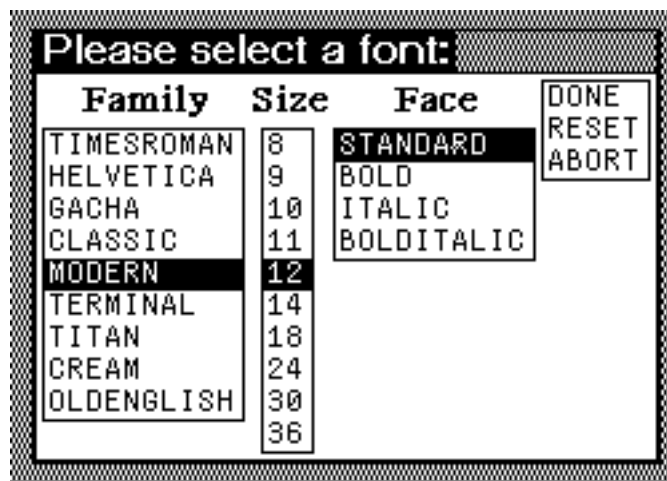 Please select a font:
Family Size Face
TIMESROMAN
HELVETICA
GACHA
CLASSIC
MODERN
TERMINAL
TITAN
CREAM
OLDENGLISH
8
9
10
11
12
14
18
24
30
36
STANDARD
BOLD
ITALIC
BOLDITALIC
DONE
RESET
ABORT